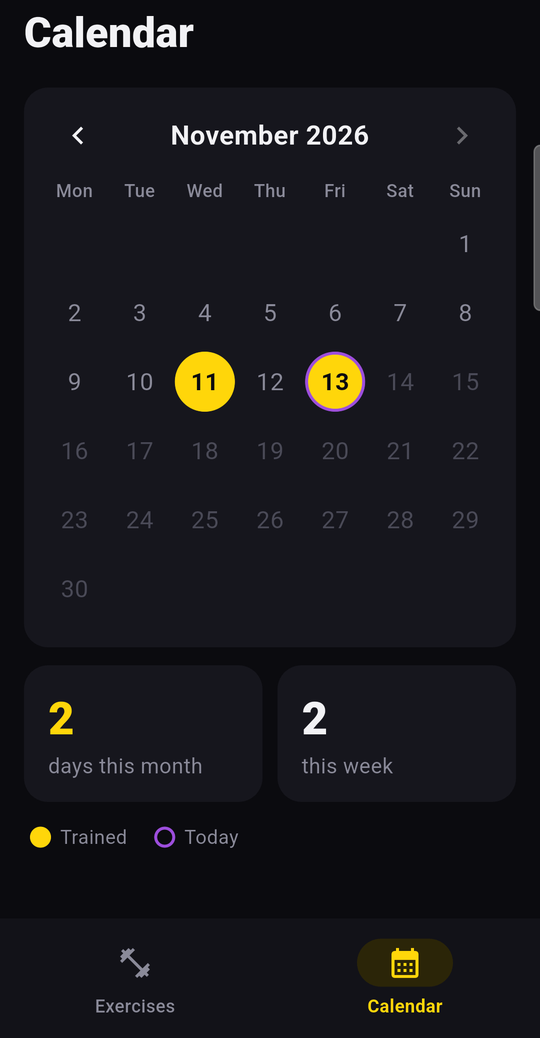 Calendar
November 2026
Mon Tue Wed Thu Fri Sat Sun
1
2 3 4 5 6 7 8
9 10 11 12 13 14 15
16 17 18 19 20 21 22
23 24 25 26 27 28 29
30
2
days this month
2
this week
Trained Today
Exercises Calendar